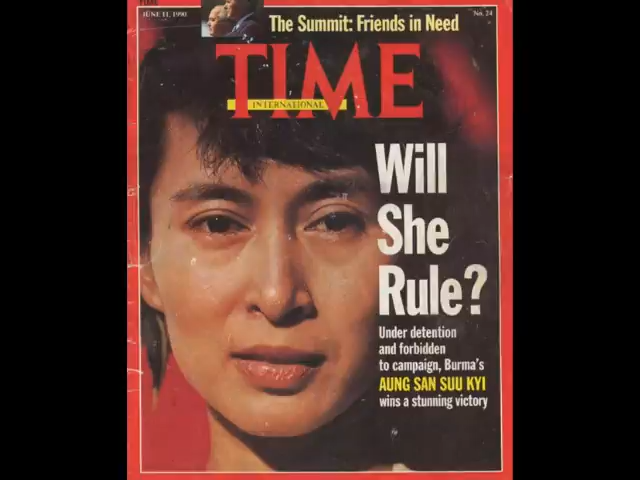 TIME
JUNE 11, 1990
The Summit: Friends in Need
No. 24
TIME
INTERNATIONAL
Will
She
Rule?
Under detention
and forbidden
to campaign, Burma's
AUNG SAN SUU KYI
wins a stunning victory